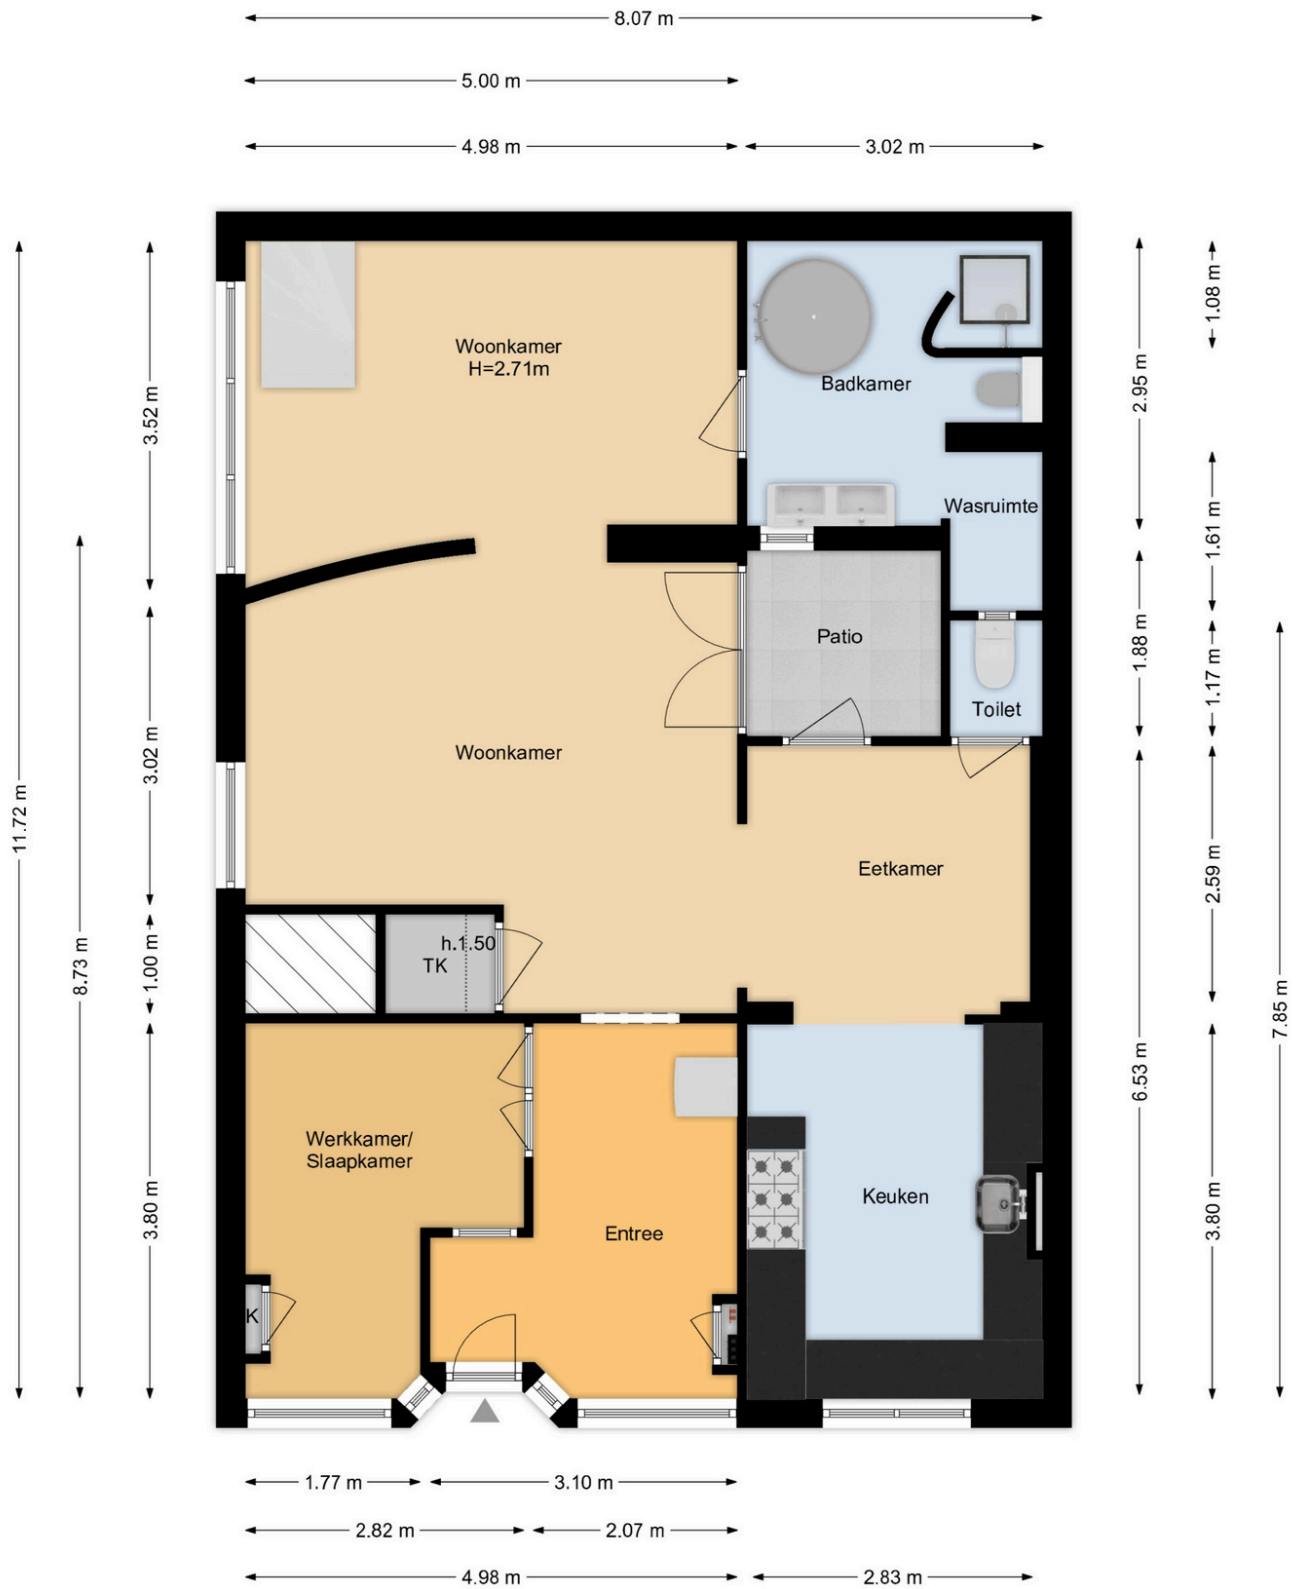 8.07 m
5.00 m
4.98 m
3.02 m
11.72 m
8.73 m
3.52 m
3.02 m
1.00 m
3.80 m
Woonkamer
H=2.71m
Badkamer
Wasruimte
Patio
Toilet
Woonkamer
Eetkamer
h.1.50
TK
Werkkamer/
Slaapkamer
Entree
Keuken
K
2.95 m
1.88 m
6.53 m
1.08 m
1.61 m
1.17 m
2.59 m
3.80 m
7.85 m
1.77 m
3.10 m
2.82 m
2.07 m
4.98 m
2.83 m